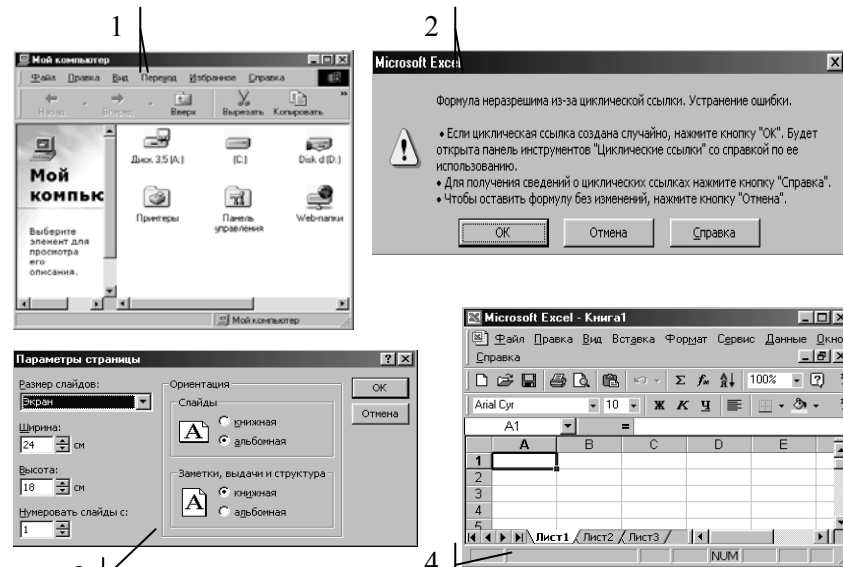 1
2
Мой компьютер
Файл Правка Вид Переход Избранное Справка
Назад Вперед Вверх Вырезать Копировать »
Мой
компьк
Выберите
элемент для
просмотра
его
описания.
Диск 3,5 (A:) (C:) Disk d (D:)
Принтеры Панель управления Web-папки
Мой компьютер
Microsoft Excel
Формула неразрешима из-за циклической ссылки. Устранение ошибки.
• Если циклическая ссылка создана случайно, нажмите кнопку "ОК". Будет
открыта панель инструментов "Циклические ссылки" со справкой по ее
использованию.
• Для получения сведений о циклических ссылках нажмите кнопку "Справка".
• Чтобы оставить формулу без изменений, нажмите кнопку "Отмена".
ОК Отмена Справка
Параметры страницы
Размер слайдов:
Экран
Ширина:
24 см
Высота:
18 см
Нумеровать слайды с:
1
Ориентация
Слайды
A
книжная
альбомная
Заметки, выдачи и структура
A
книжная
альбомная
ОК
Отмена
Microsoft Excel - Книга1
Файл Правка Вид Вставка Формат Сервис Данные Окно
Справка
100%
Arial Cyr 10 Ж К Ч
A1 =
A B C D E
1
2
3
4
5
Лист1 Лист2 Лист3
NUM
4